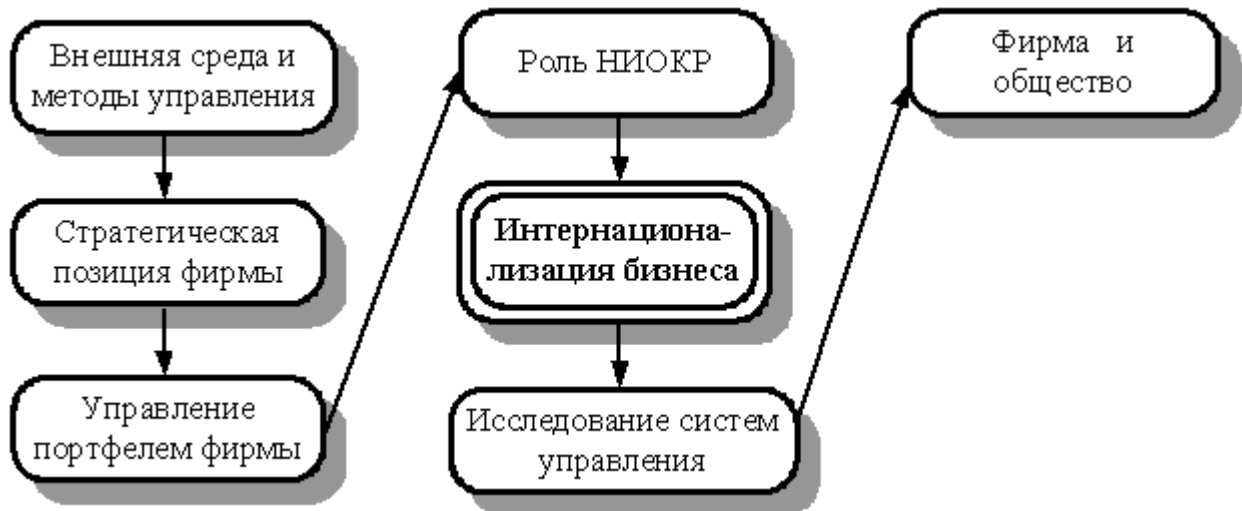 Внешняя среда и
методы управления
Стратегическая
позиция фирмы
Управление
портфелем фирмы
Роль НИОКР
Интернациона-
лизация бизнеса
Исследование систем
управления
Фирма и
общество